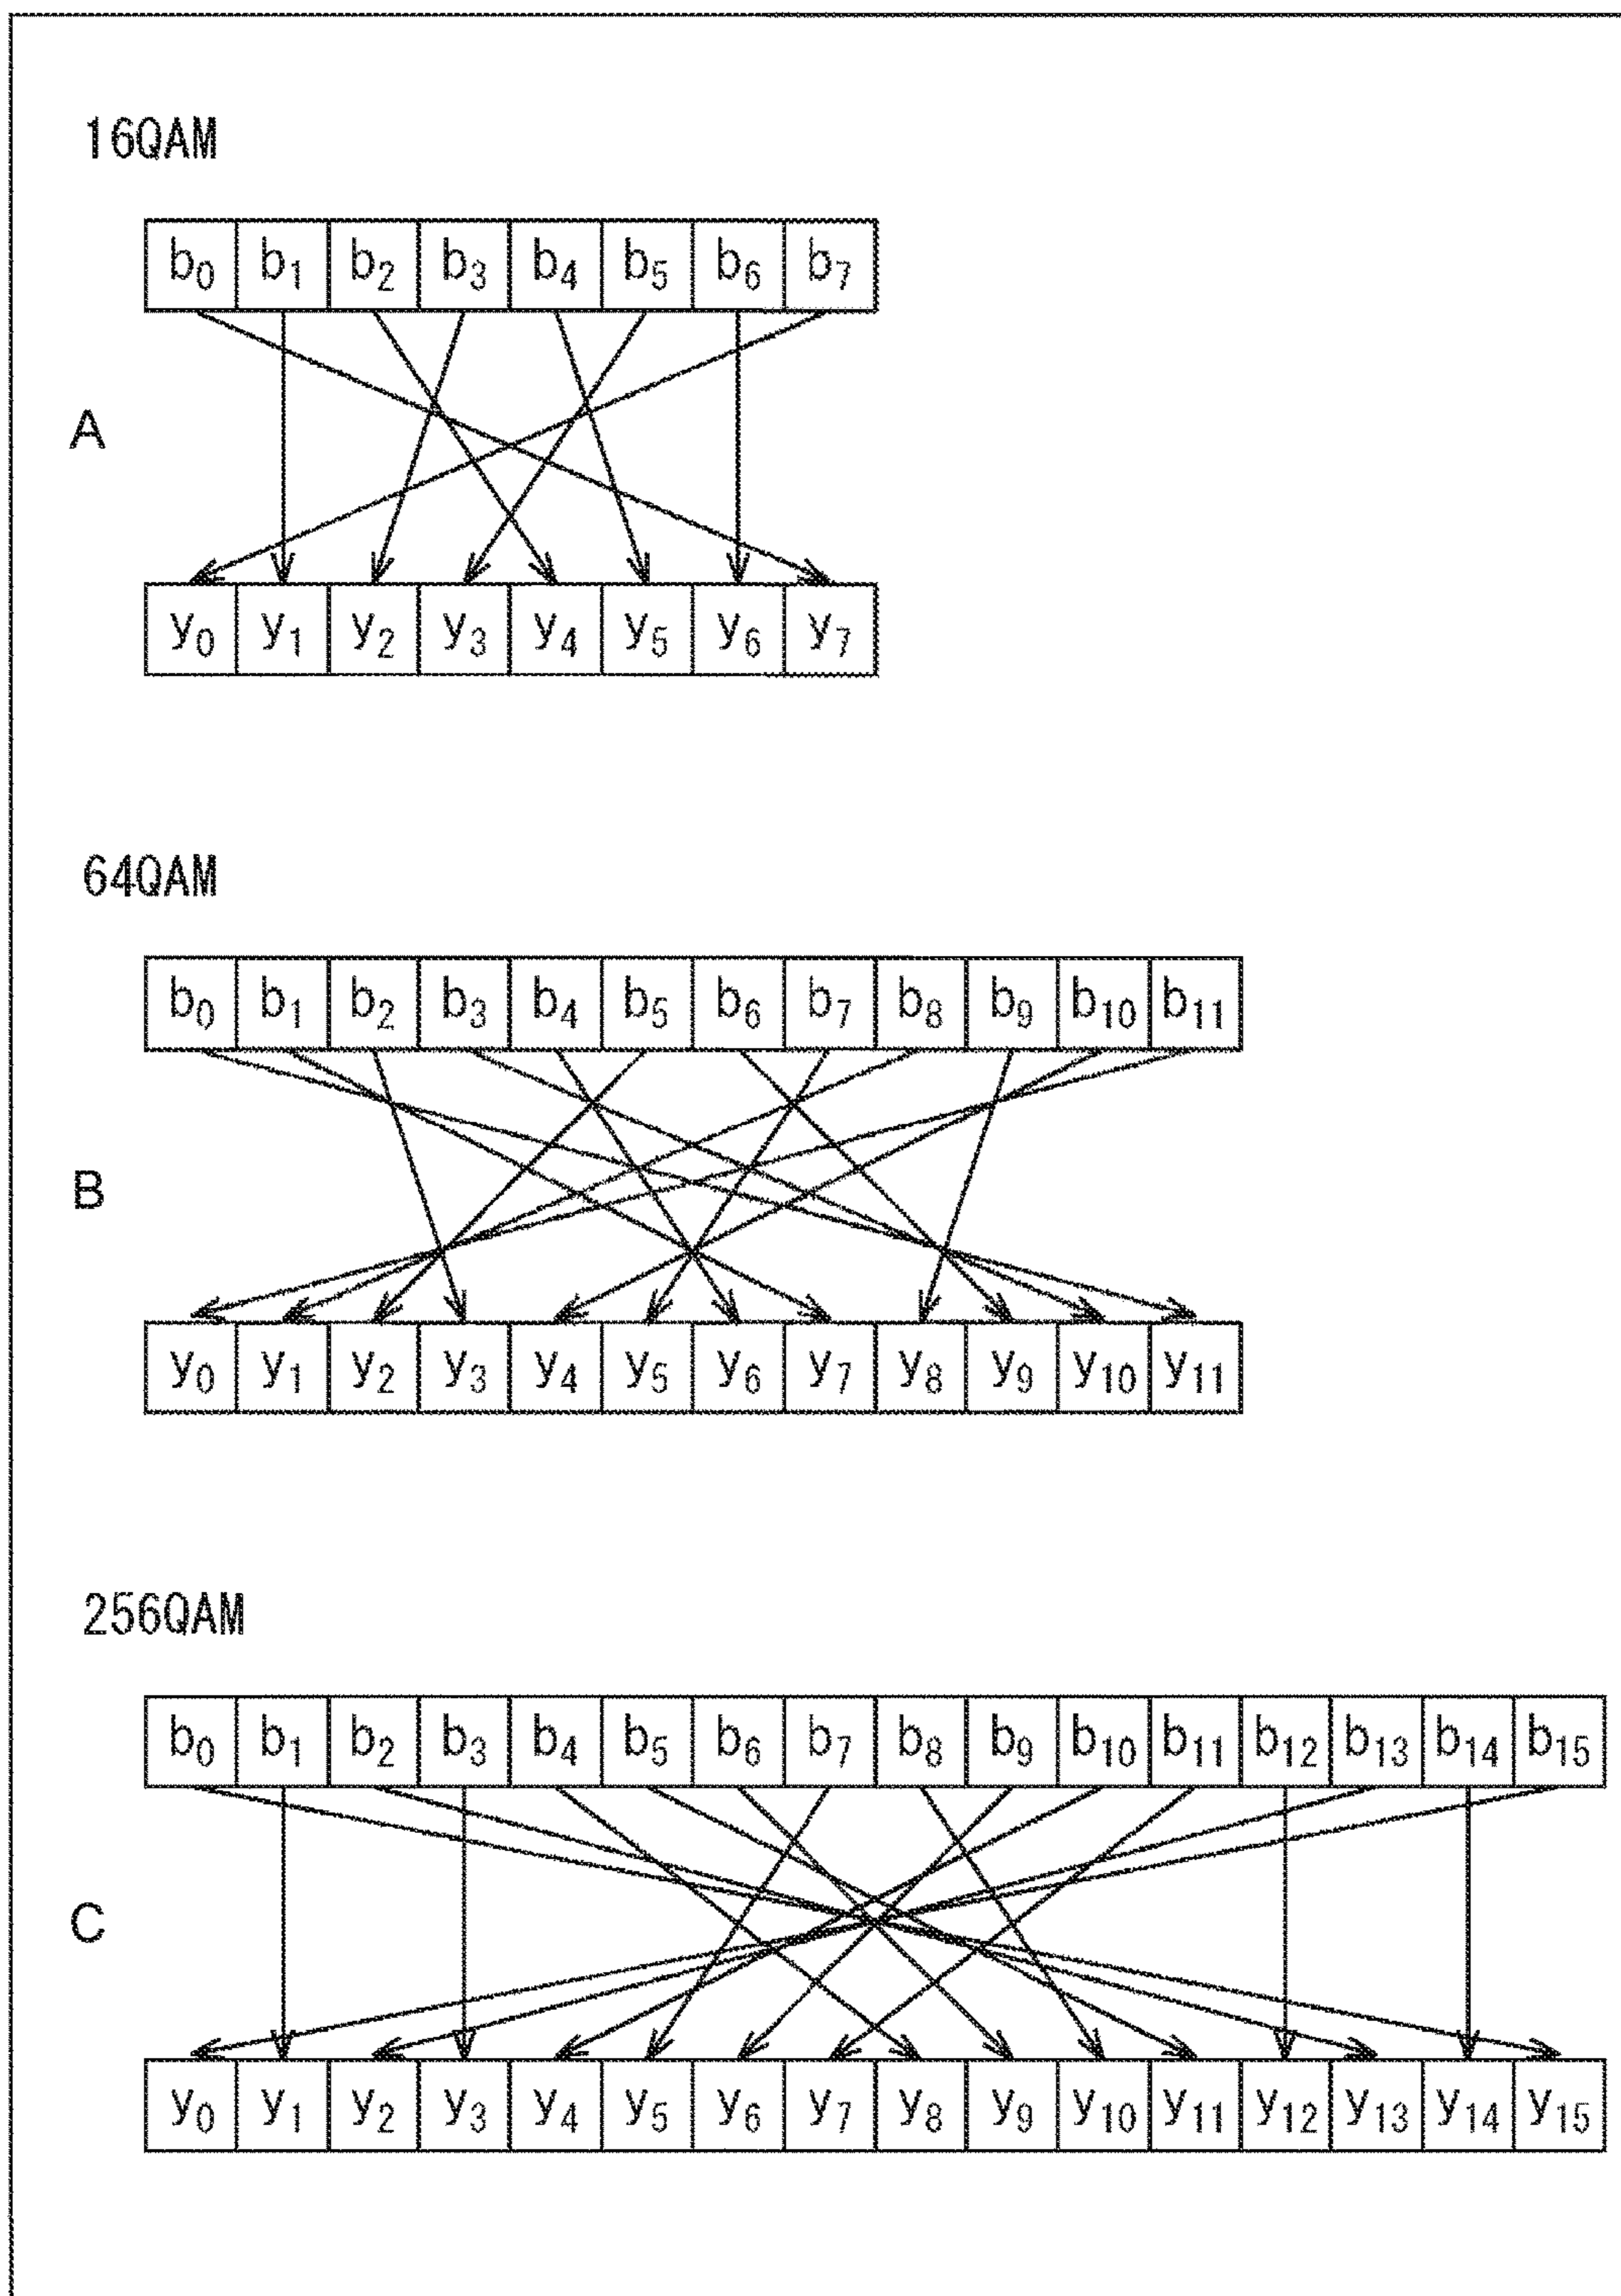 16QAM
b0 b1 b2 b3 b4 b5 b6 b7
A
y0 y1 y2 y3 y4 y5 y6 y7
64QAM
b0 b1 b2 b3 b4 b5 b6 b7 b8 b9 b10 b11
B
y0 y1 y2 y3 y4 y5 y6 y7 y8 y9 y10 y11
256QAM
b0 b1 b2 b3 b4 b5 b6 b7 b8 b9 b10 b11 b12 b13 b14 b15
C
y0 y1 y2 y3 y4 y5 y6 y7 y8 y9 y10 y11 y12 y13 y14 y15